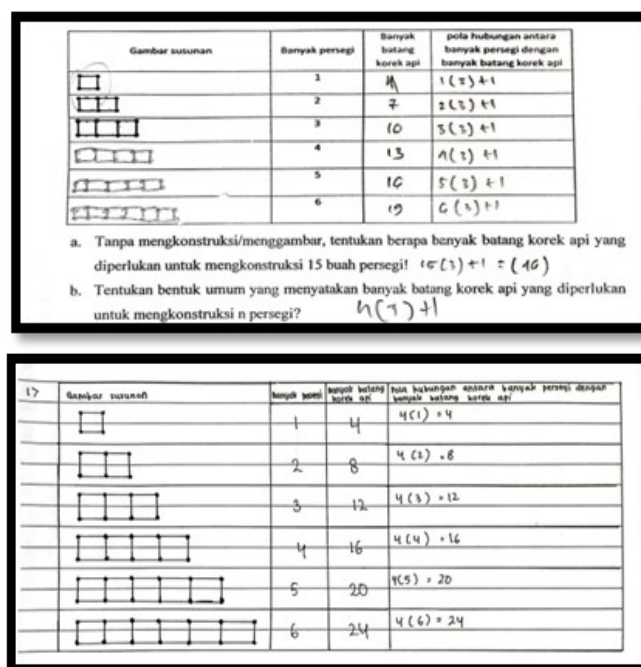 Gambar susunan Banyak persegi Banyak batang korek api pola hubungan antara banyak persegi dengan banyak batang korek api
1 4 1(3)+1
2 7 2(3)+1
3 10 3(3)+1
4 13 4(3)+1
5 16 5(3)+1
6 19 6(3)+1
a. Tanpa mengkonstruksi/menggambar, tentukan berapa banyak batang korek api yang
diperlukan untuk mengkonstruksi 15 buah persegi! 15(3)+1 = (46)
b. Tentukan bentuk umum yang menyatakan banyak batang korek api yang diperlukan
untuk mengkonstruksi n persegi? n(3)+1
1) Gambar susunan banyak persegi banyak batang korek api pola hubungan antara banyak persegi dengan banyak batang korek api
1 4 4(1) = 4
2 8 4(2) = 8
3 12 4(3) = 12
4 16 4(4) = 16
5 20 4(5) = 20
6 24 4(6) = 24